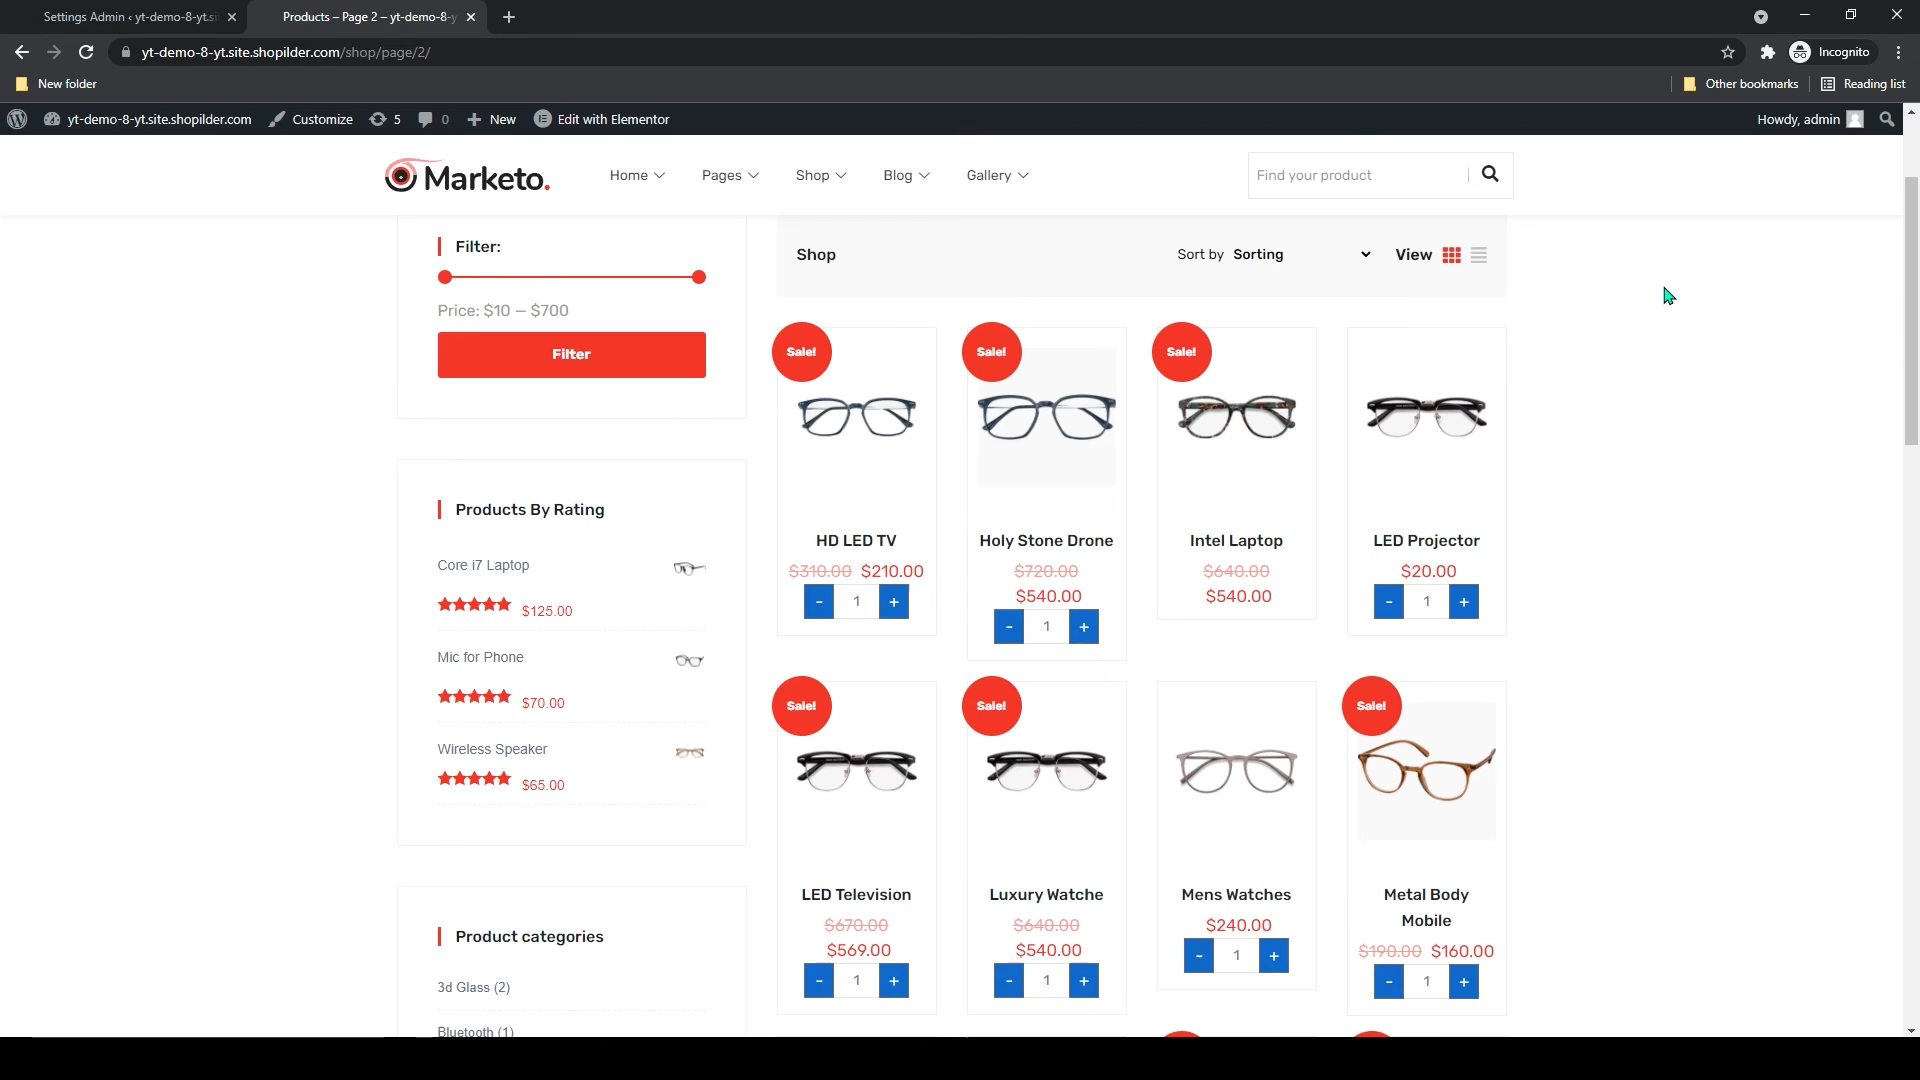 Settings Admin ‹ yt-demo-8-yt.si
Products – Page 2 – yt-demo-8-y
yt-demo-8-yt.site.shopilder.com/shop/page/2/
Incognito
New folder
Other bookmarks
Reading list
yt-demo-8-yt.site.shopilder.com
Customize
5
0
New
Edit with Elementor
Howdy, admin
Marketo.
Home
Pages
Shop
Blog
Gallery
Find your product
Filter:
Price: $10 — $700
Filter
Products By Rating
Core i7 Laptop
$125.00
Mic for Phone
$70.00
Wireless Speaker
$65.00
Product categories
3d Glass (2)
Bluetooth (1)
Shop
Sort by Sorting
View
Sale!
Sale!
Sale!
HD LED TV
$310.00 $210.00
- 1 +
Holy Stone Drone
$720.00
$540.00
- 1 +
Intel Laptop
$640.00
$540.00
LED Projector
$20.00
- 1 +
Sale!
Sale!
Sale!
LED Television
$670.00
$569.00
- 1 +
Luxury Watche
$640.00
$540.00
- 1 +
Mens Watches
$240.00
- 1 +
Metal Body
Mobile
$190.00 $160.00
- 1 +